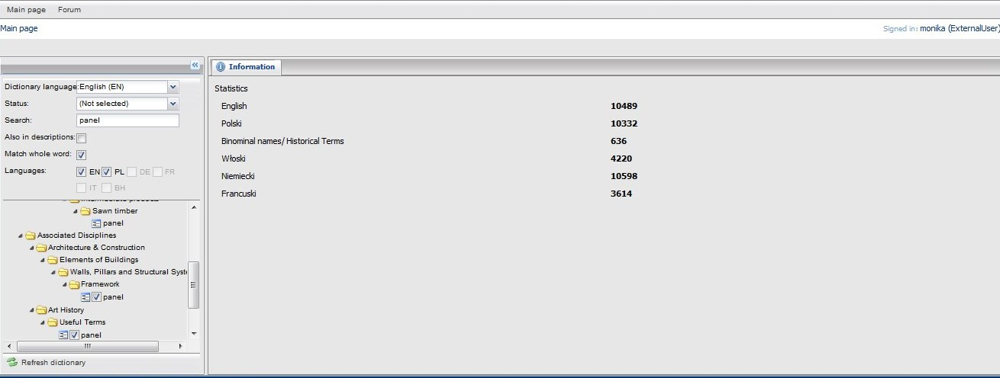 Main page Forum
Main page Signed in: monika (ExternalUser)
Information
Dictionary language: English (EN)
Status: (Not selected)
Search: panel
Also in descriptions:
Match whole word:
Languages: EN PL DE FR
IT BH
Intermediate products
Sawn timber
panel
Associated Disciplines
Architecture & Construction
Elements of Buildings
Walls, Pillars and Structural Syste
Framework
panel
Art History
Useful Terms
panel
Refresh dictionary
Statistics
English 10489
Polski 10332
Binominal names/ Historical Terms 636
Włoski 4220
Niemiecki 10598
Francuski 3614